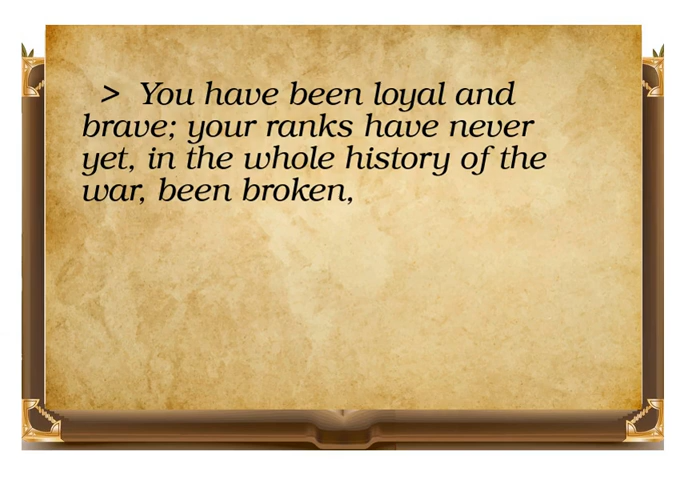 > You have been loyal and
brave; your ranks have never
yet, in the whole history of the
war, been broken,